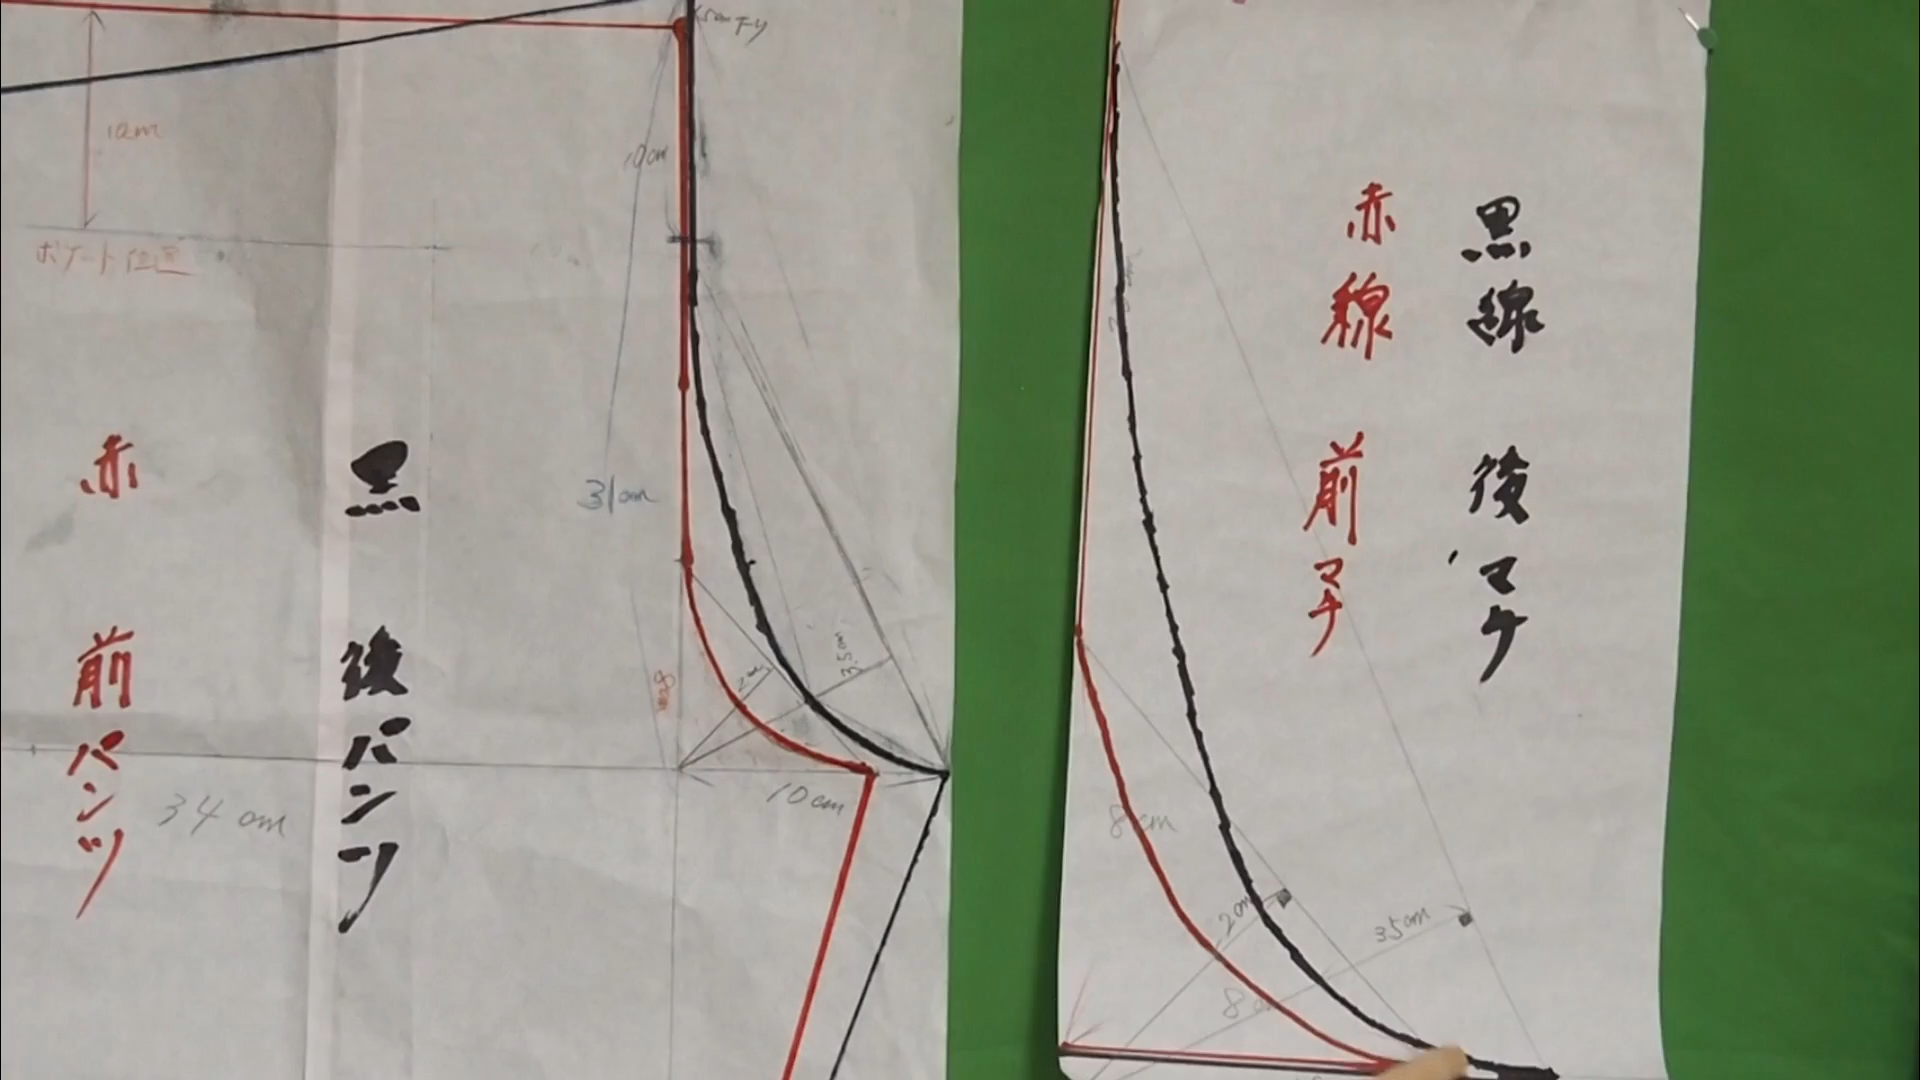 10cm
ポケット位置
10cm
31cm
赤 前パンツ
黒 後パンツ
34cm
8cm
2cm
3.5cm
10cm
赤線 前マチ
黒線 後マチ
8cm
2cm
3.5cm